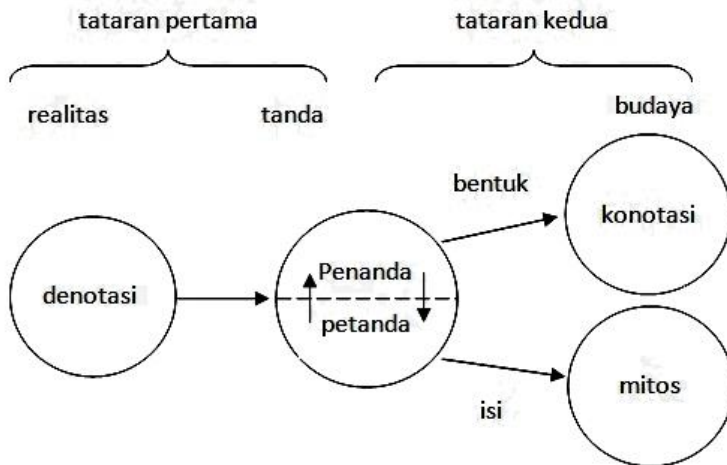 tataran pertama
tataran kedua
realitas
tanda
budaya
bentuk
konotasi
denotasi
Penanda
petanda
mitos
isi